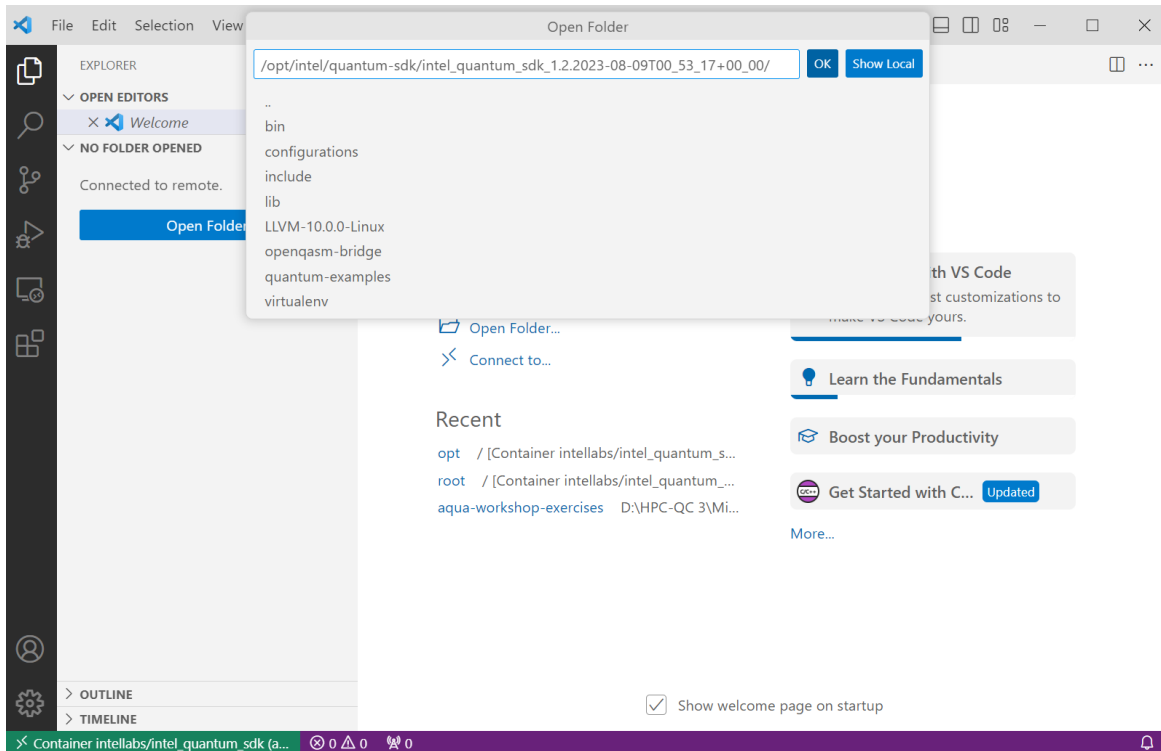 File Edit Selection View
Open Folder
EXPLORER
/opt/intel/quantum-sdk/intel_quantum_sdk_1.2.2023-08-09T00_53_17+00_00/
OK
Show Local
OPEN EDITORS
Welcome
NO FOLDER OPENED
Connected to remote.
Open Folder
..
bin
configurations
include
lib
LLVM-10.0.0-Linux
openqasm-bridge
quantum-examples
virtualenv
Open Folder...
Connect to...
Recent
opt / [Container intellabs/intel_quantum_s...
root / [Container intellabs/intel_quantum_...
aqua-workshop-exercises D:\HPC-QC 3\Mi...
th VS Code
st customizations to
make VS Code yours.
Learn the Fundamentals
Boost your Productivity
C/C++
Get Started with C... Updated
More...
OUTLINE
TIMELINE
Show welcome page on startup
Container intellabs/intel_quantum_sdk (a... 0 0 0